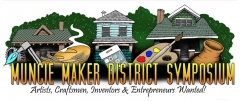 MUNCIE MAKER DISTRICT SYMPOSIUM
Artists, Craftsmen, Inventors & Entrepreneurs Wanted!